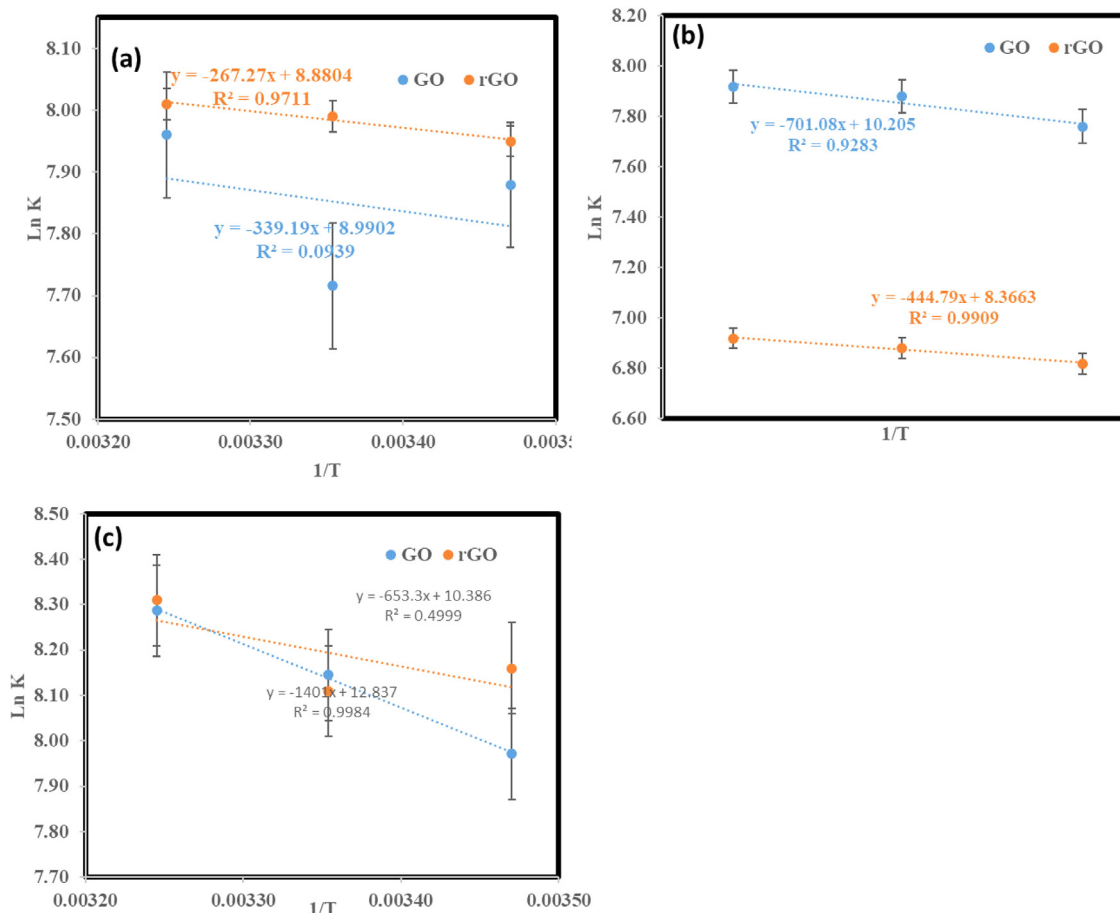 (a)
GO rGO
y = -267.27x + 8.8804
R² = 0.9711
y = -339.19x + 8.9902
R² = 0.0939
8.10
8.00
7.90
7.80
7.70
7.60
7.50
Ln K
0.00320 0.00330 0.00340 0.0035
1/T
(b)
GO rGO
y = -701.08x + 10.205
R² = 0.9283
y = -444.79x + 8.3663
R² = 0.9909
8.20
8.00
7.80
7.60
7.40
7.20
7.00
6.80
6.60
Ln K
1/T
(c)
GO rGO
y = -653.3x + 10.386
R² = 0.4999
y = -1401x + 12.837
R² = 0.9984
8.50
8.40
8.30
8.20
8.10
8.00
7.90
7.80
7.70
Ln K
0.00320 0.00330 0.00340 0.00350
1/T